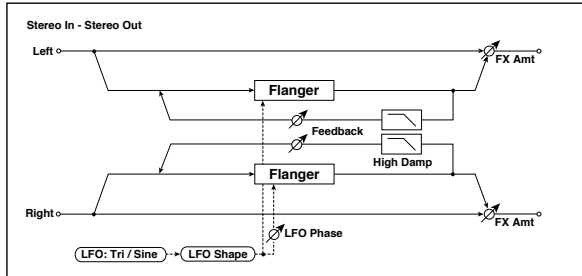 Stereo In - Stereo Out
Left
FX Amt
Flanger
Feedback
High Damp
Flanger
Right
FX Amt
LFO Phase
LFO: Tri / Sine
LFO Shape